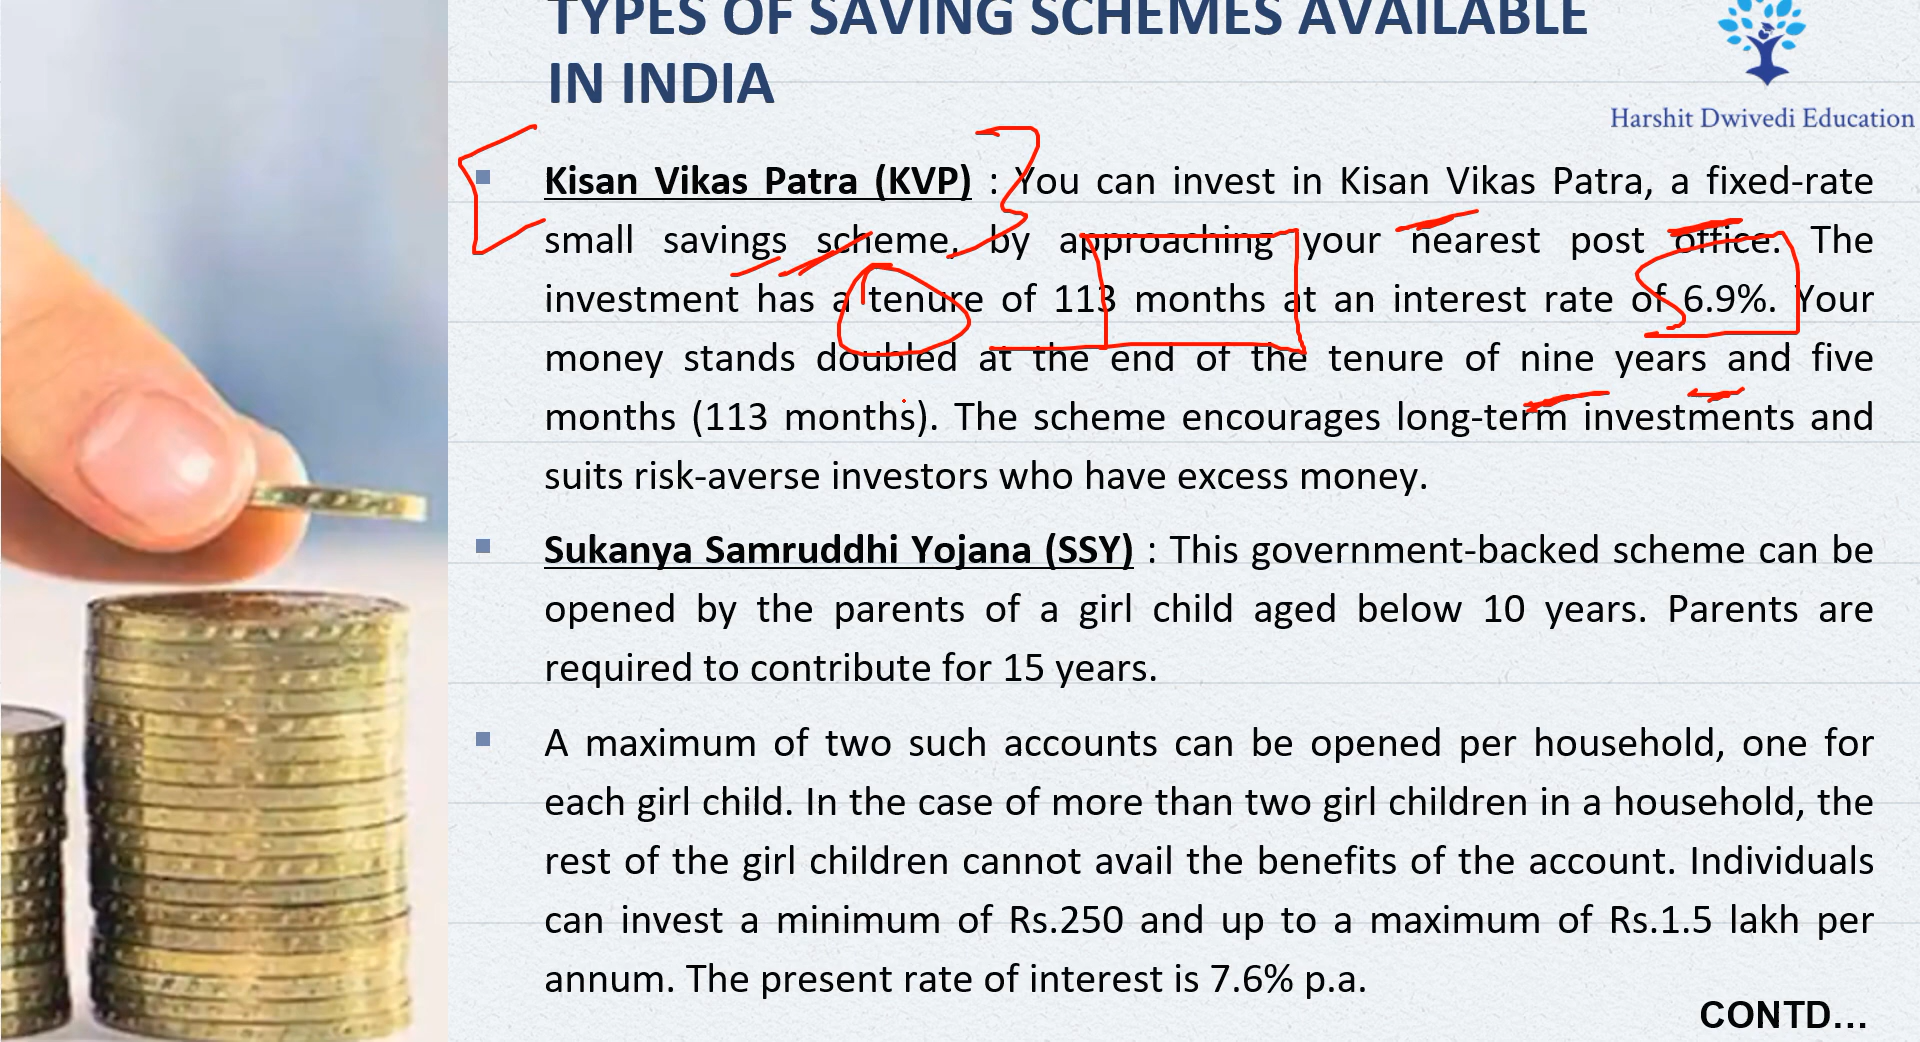 TYPES OF SAVING SCHEMES AVAILABLE
IN INDIA
Harshit Dwivedi Education
Kisan Vikas Patra (KVP) : You can invest in Kisan Vikas Patra, a fixed-rate
small savings scheme, by approaching your nearest post office. The
investment has a tenure of 113 months at an interest rate of 6.9%. Your
money stands doubled at the end of the tenure of nine years and five
months (113 months). The scheme encourages long-term investments and
suits risk-averse investors who have excess money.
Sukanya Samruddhi Yojana (SSY) : This government-backed scheme can be
opened by the parents of a girl child aged below 10 years. Parents are
required to contribute for 15 years.
A maximum of two such accounts can be opened per household, one for
each girl child. In the case of more than two girl children in a household, the
rest of the girl children cannot avail the benefits of the account. Individuals
can invest a minimum of Rs.250 and up to a maximum of Rs.1.5 lakh per
annum. The present rate of interest is 7.6% p.a.
CONTD...